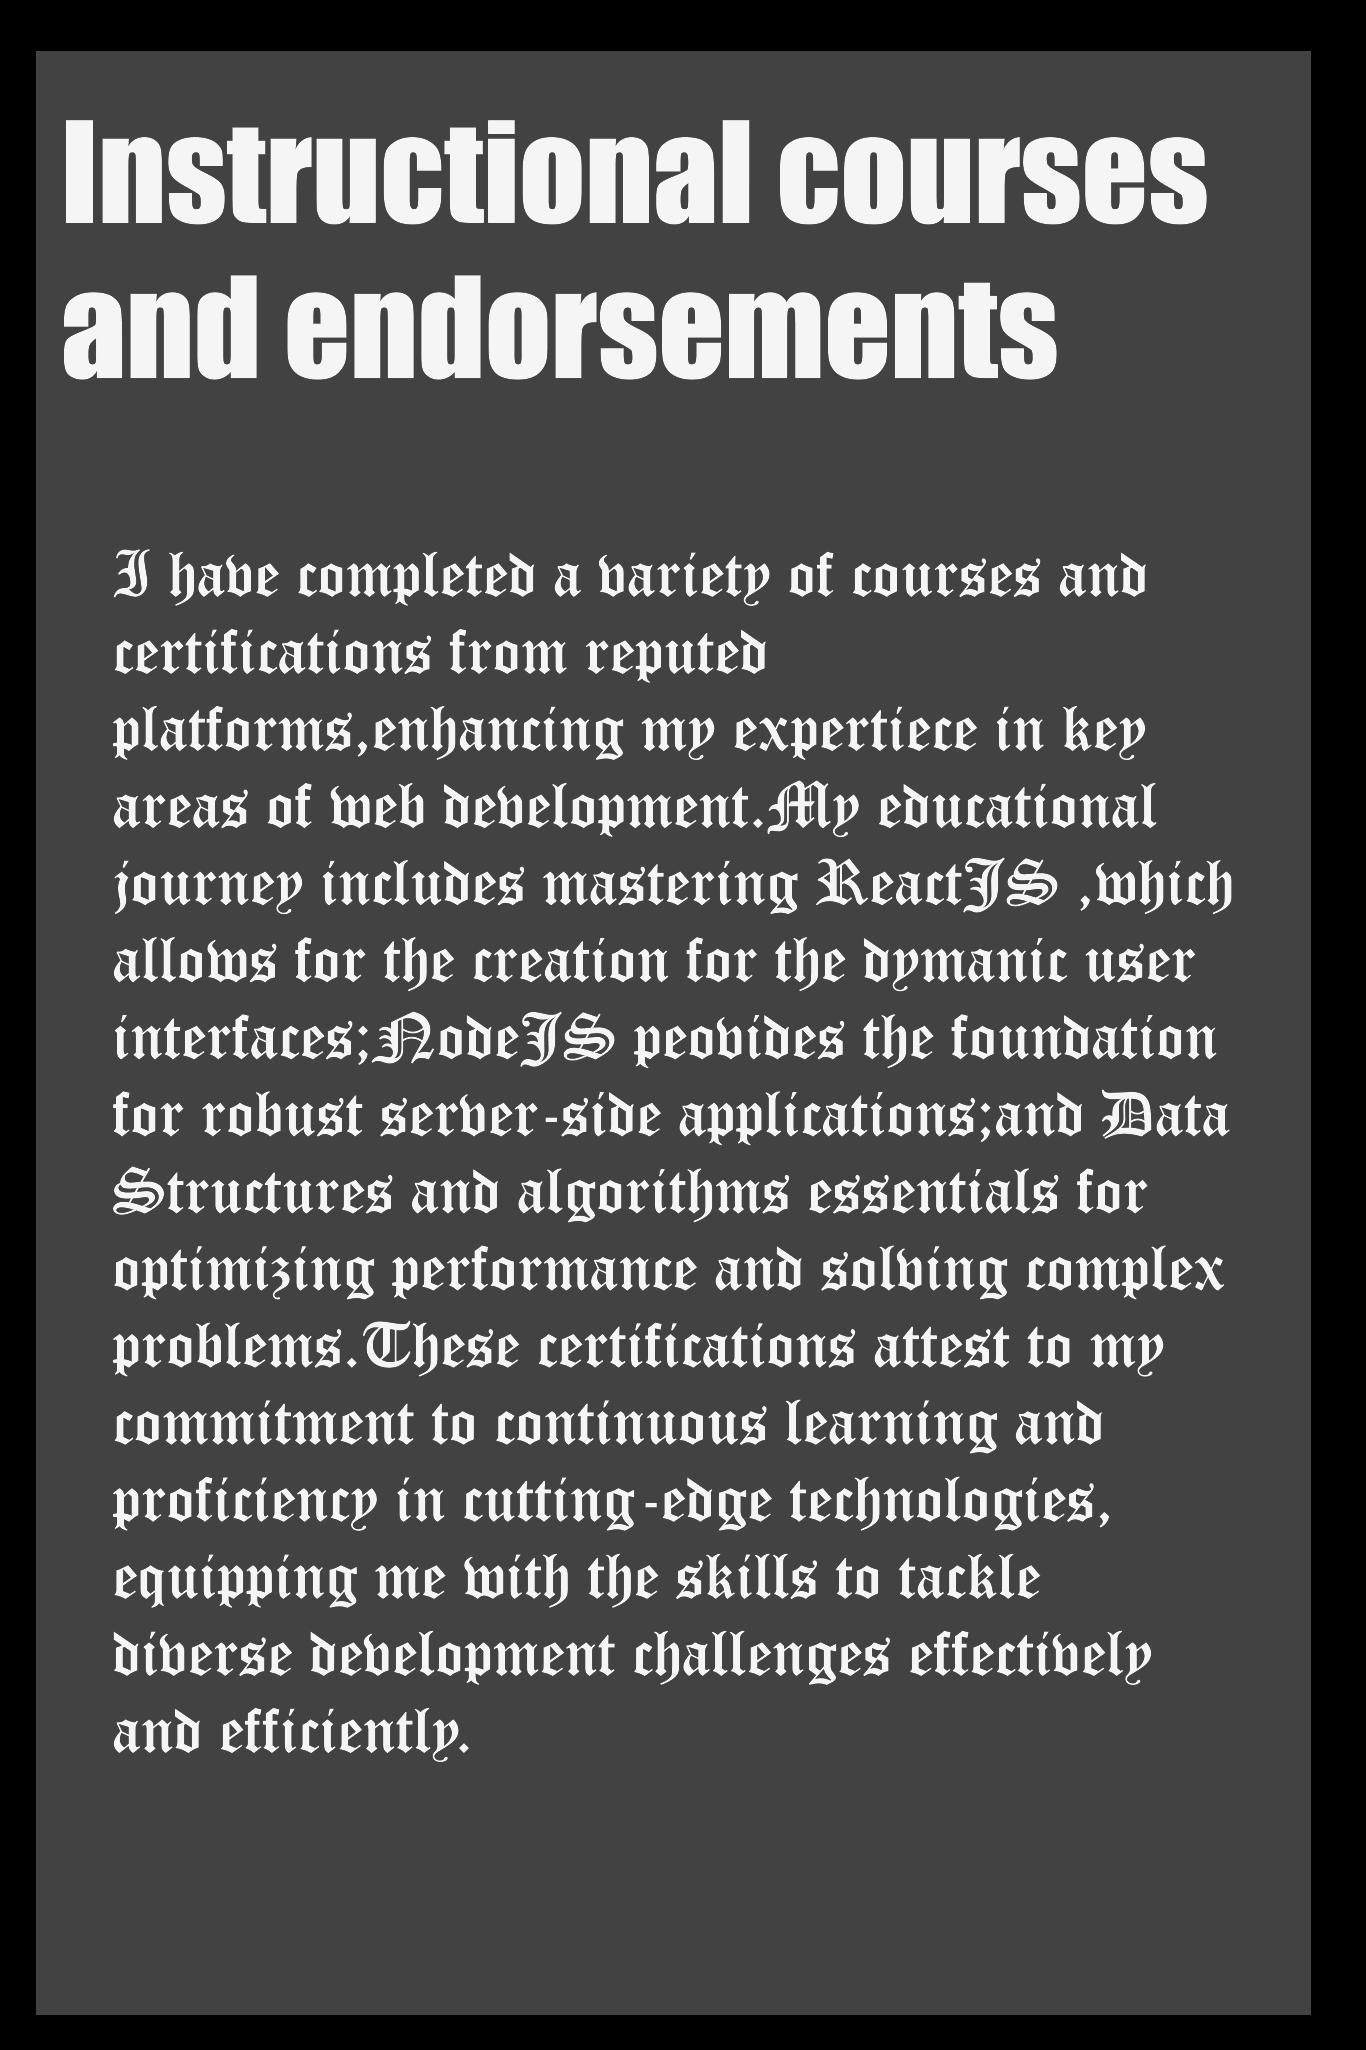 Instructional courses
and endorsements
I have completed a variety of courses and
certifications from reputed
platforms,enhancing my expertiece in key
areas of web development.My educational
journey includes mastering ReactJS ,which
allows for the creation for the dymanic user
interfaces;NodeJS peovides the foundation
for robust server-side applications;and Data
Structures and algorithms essentials for
optimizing performance and solving complex
problems.These certifications attest to my
commitment to continuous learning and
proficiency in cutting-edge technologies,
equipping me with the skills to tackle
diverse development challenges effectively
and efficiently.